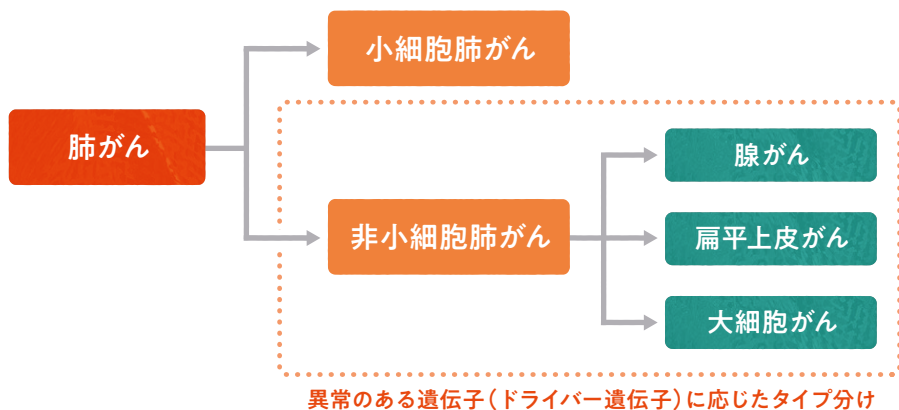 小細胞肺がん
肺がん
腺がん
非小細胞肺がん
扁平上皮がん
大細胞がん
異常のある遺伝子(ドライバー遺伝子)に応じたタイプ分け